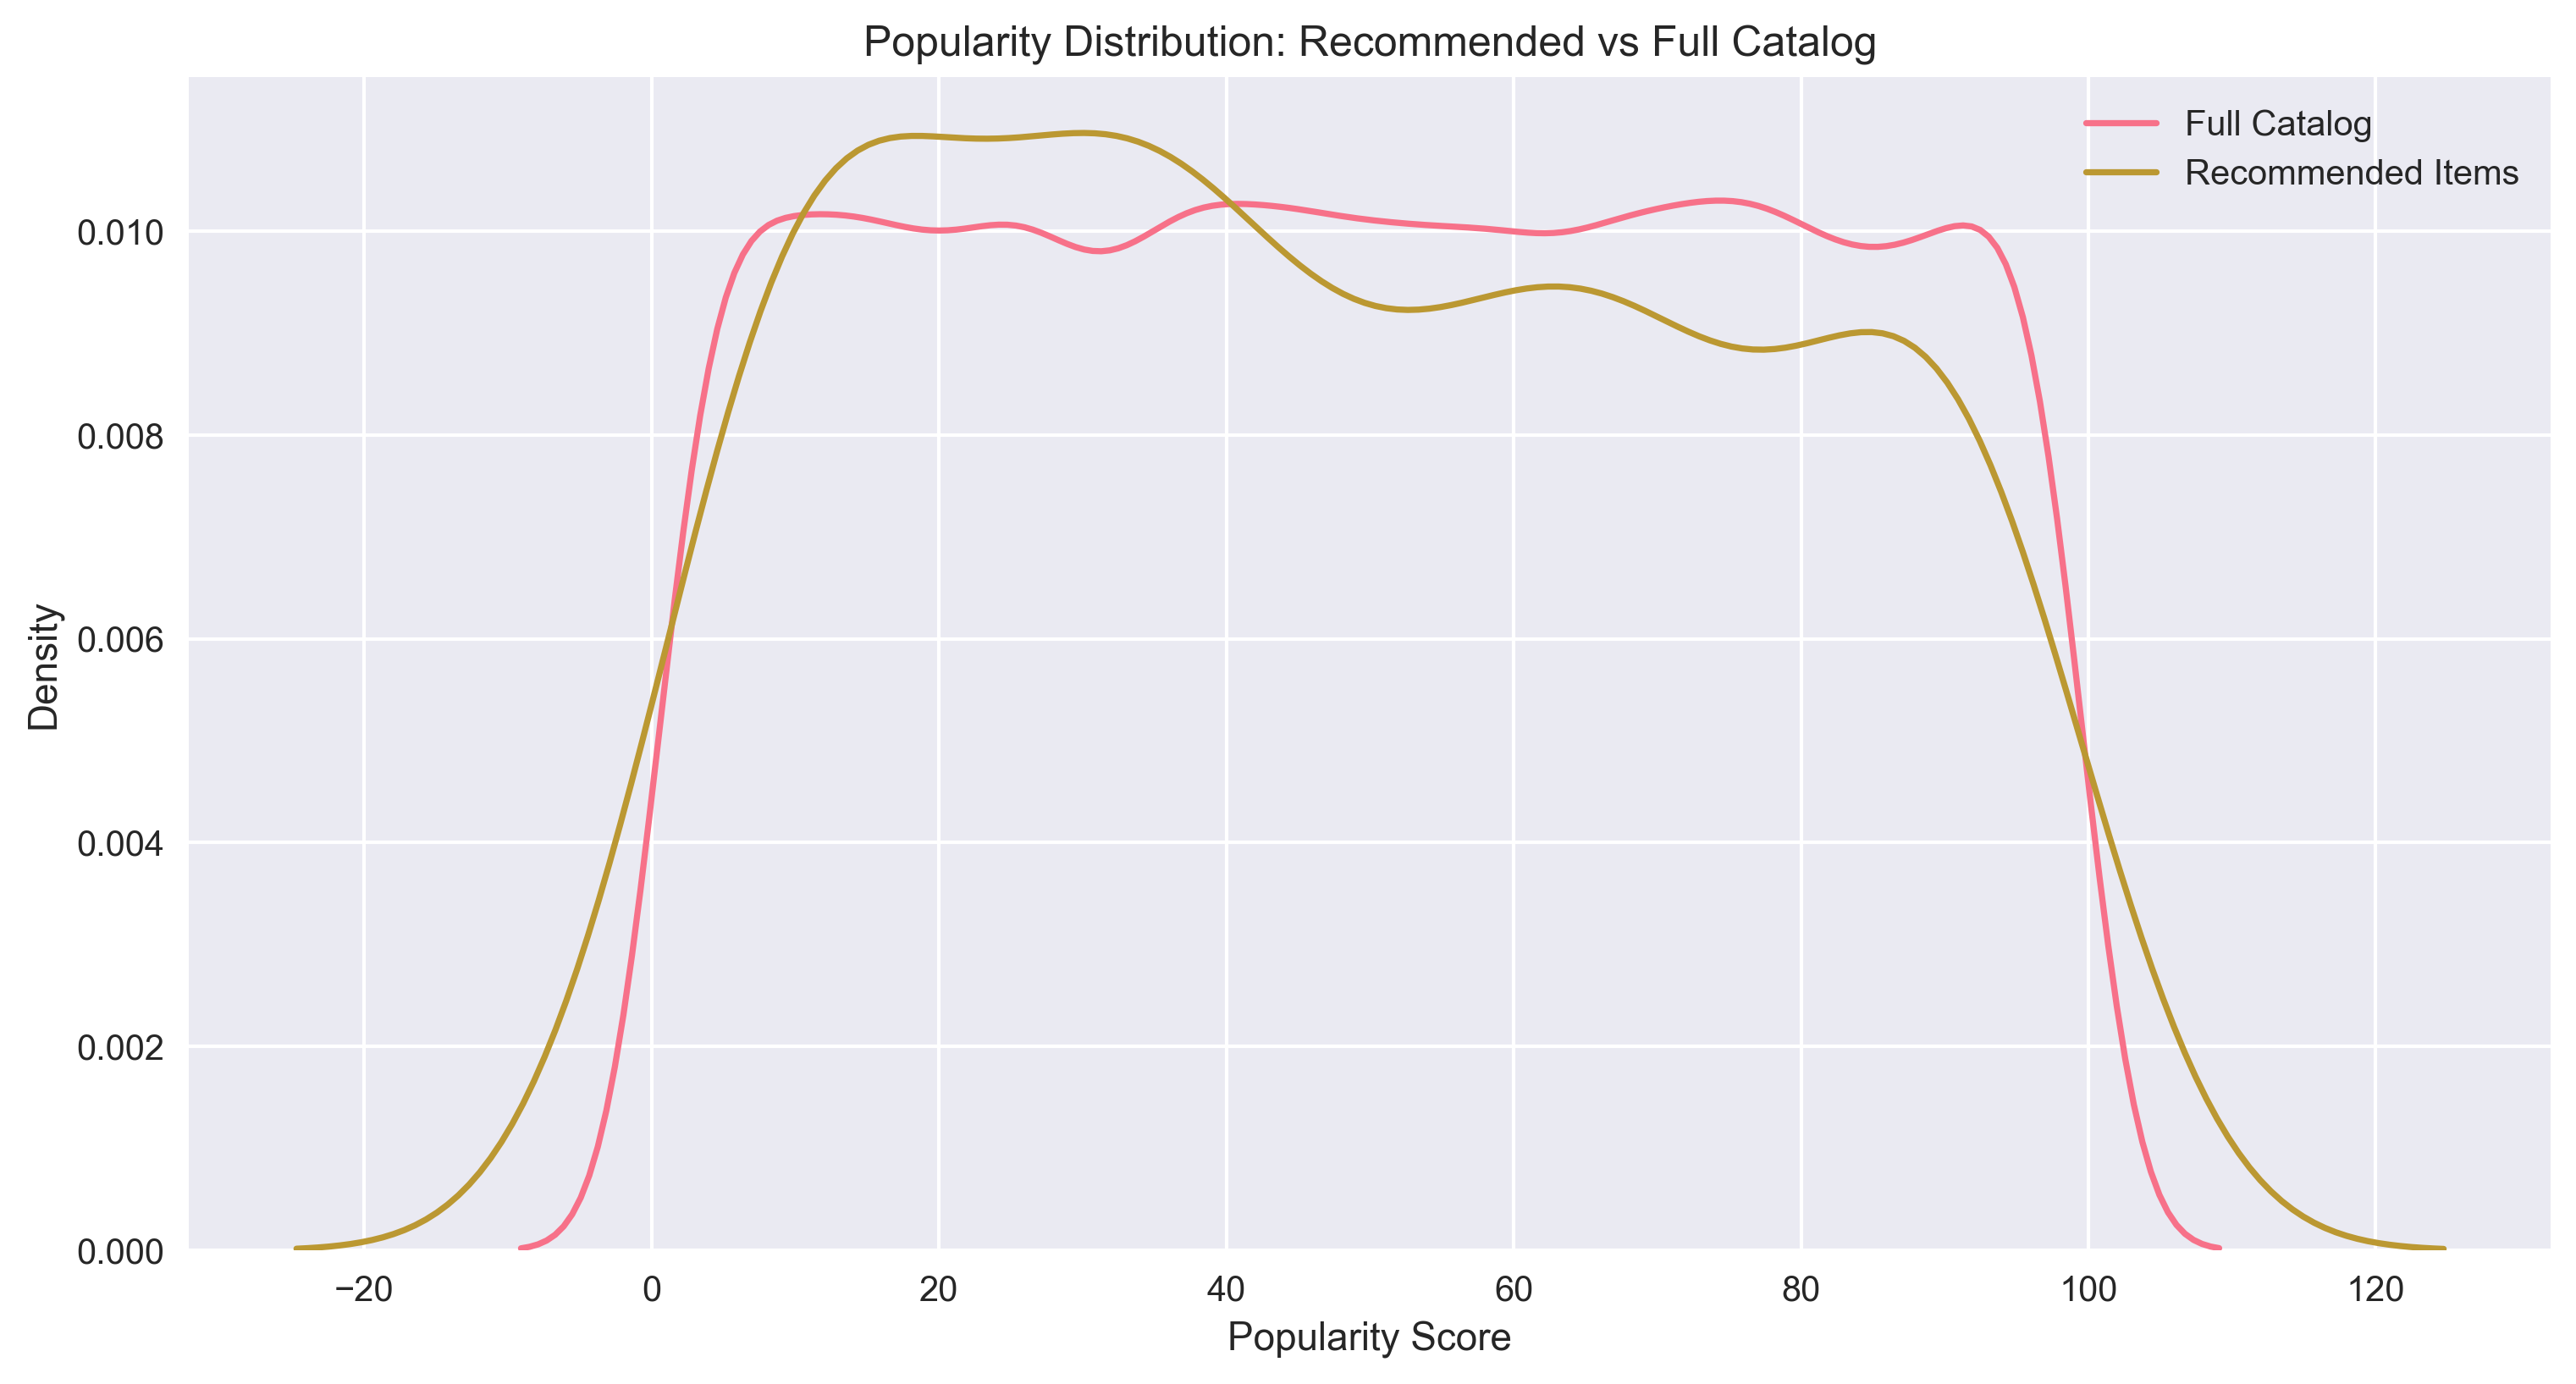 Popularity Distribution: Recommended vs Full Catalog
Full Catalog
Recommended Items
0.010
0.008
0.006
0.004
0.002
0.000
Density
−20
0
20
40
60
80
100
120
Popularity Score